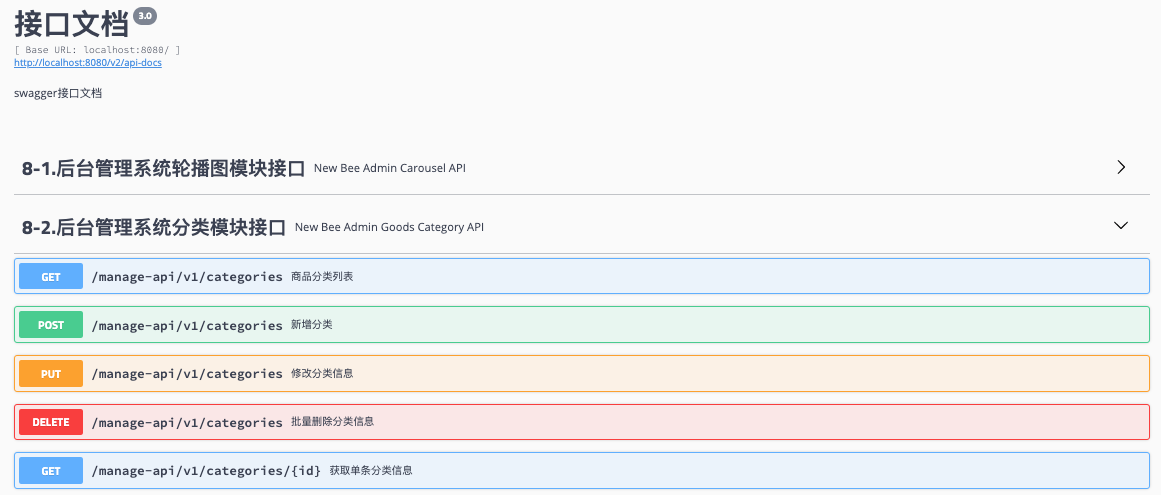 接口文档 3.0
[ Base URL: localhost:8080/ ]
http://localhost:8080/v2/api-docs
swagger接口文档
8-1.后台管理系统轮播图模块接口 New Bee Admin Carousel API
8-2.后台管理系统分类模块接口 New Bee Admin Goods Category API
GET /manage-api/v1/categories 商品分类列表
POST /manage-api/v1/categories 新增分类
PUT /manage-api/v1/categories 修改分类信息
DELETE /manage-api/v1/categories 批量删除分类信息
GET /manage-api/v1/categories/{id} 获取单条分类信息